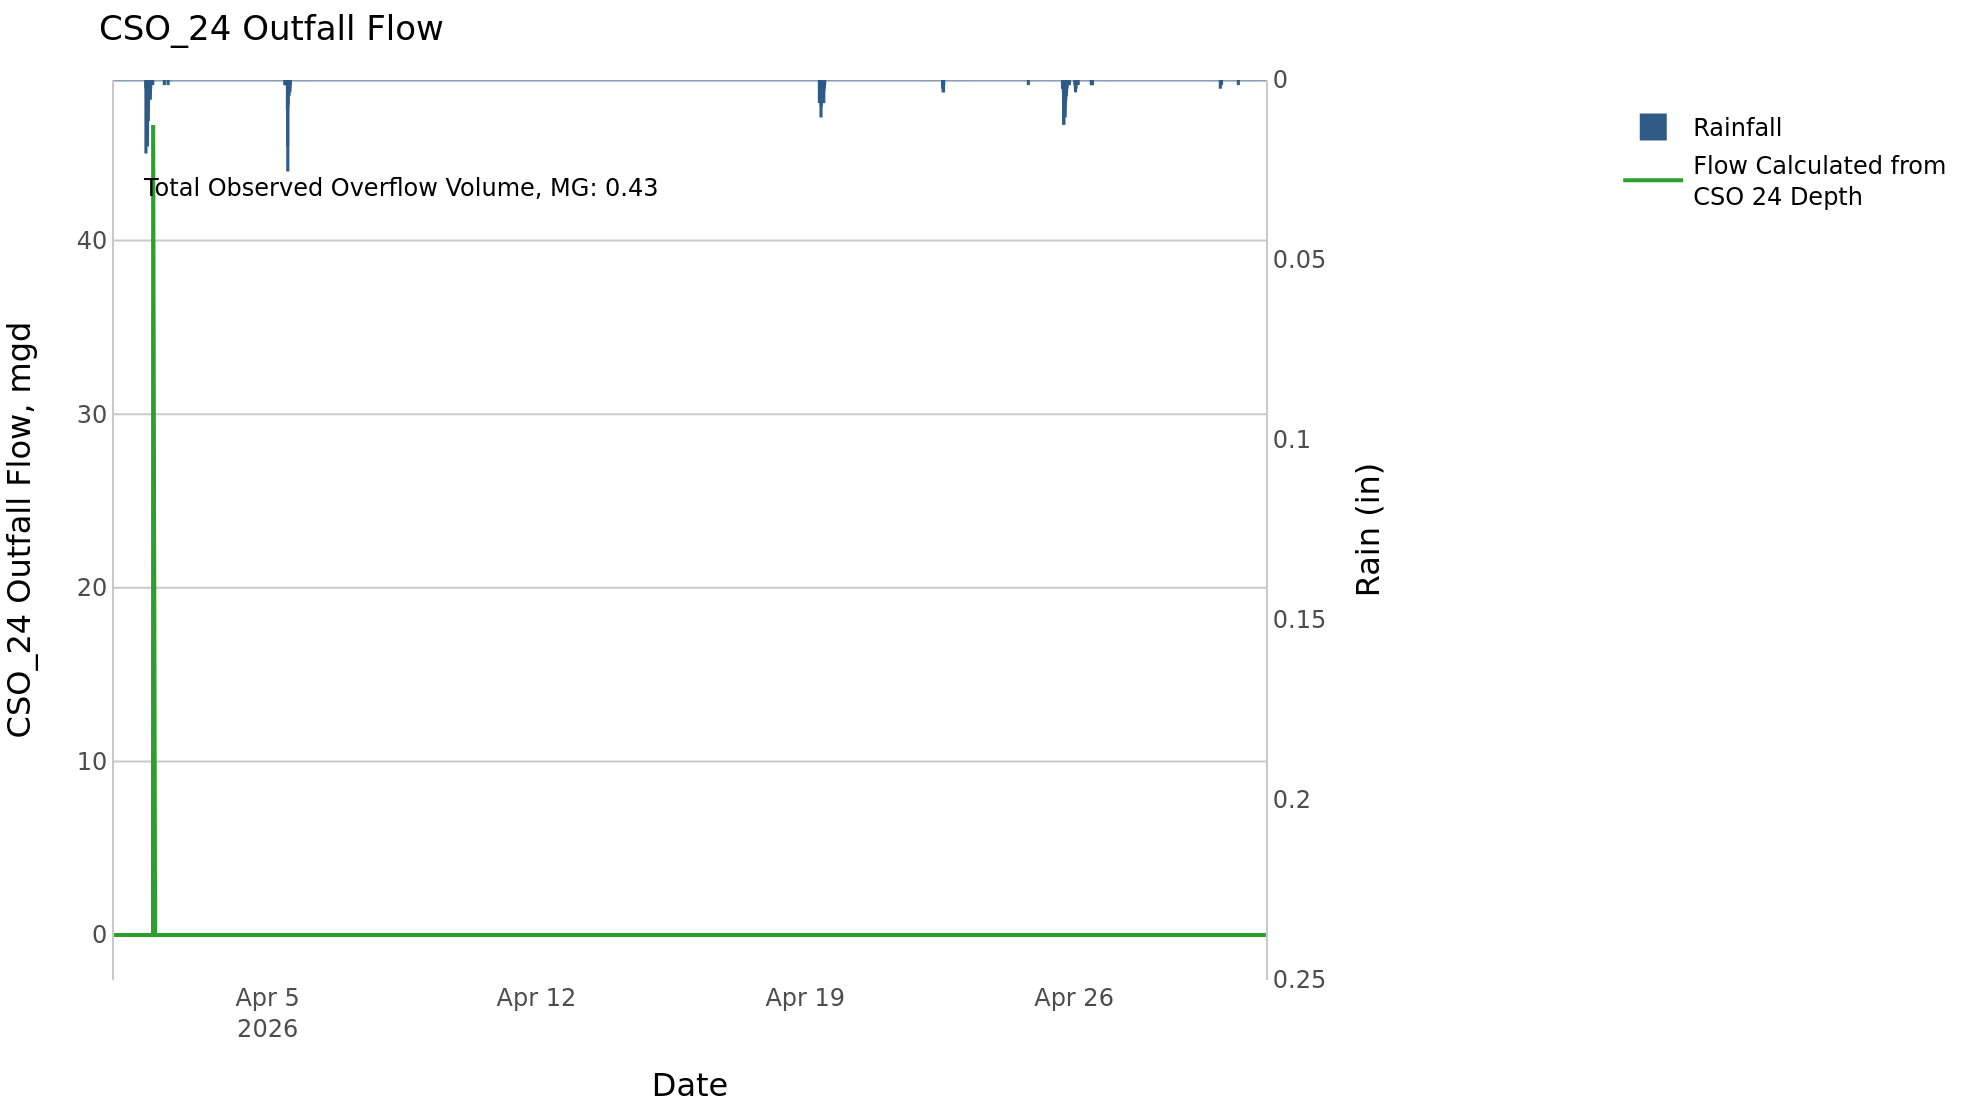 CSO_24 Outfall Flow
0
Rainfall
Flow Calculated from
CSO 24 Depth
Total Observed Overflow Volume, MG: 0.43
40
0.05
30
0.1
20
0.15
10
0.2
0
0.25
CSO_24 Outfall Flow, mgd
Rain (in)
Apr 5
2026
Apr 12
Apr 19
Apr 26
Date